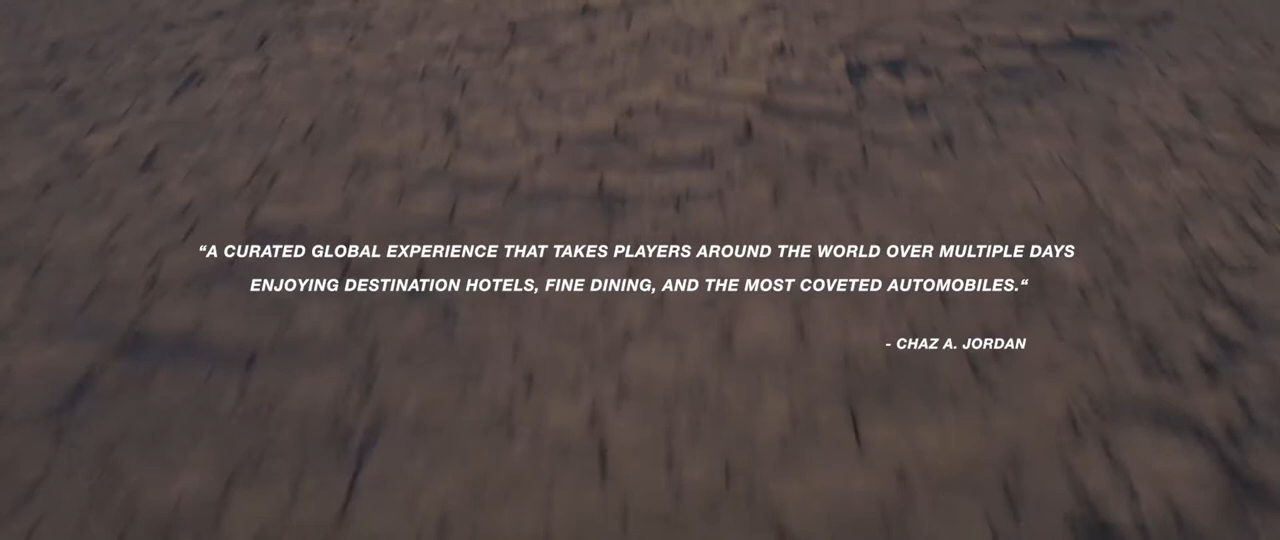 “A CURATED GLOBAL EXPERIENCE THAT TAKES PLAYERS AROUND THE WORLD OVER MULTIPLE DAYS
ENJOYING DESTINATION HOTELS, FINE DINING, AND THE MOST COVETED AUTOMOBILES.“
- CHAZ A. JORDAN